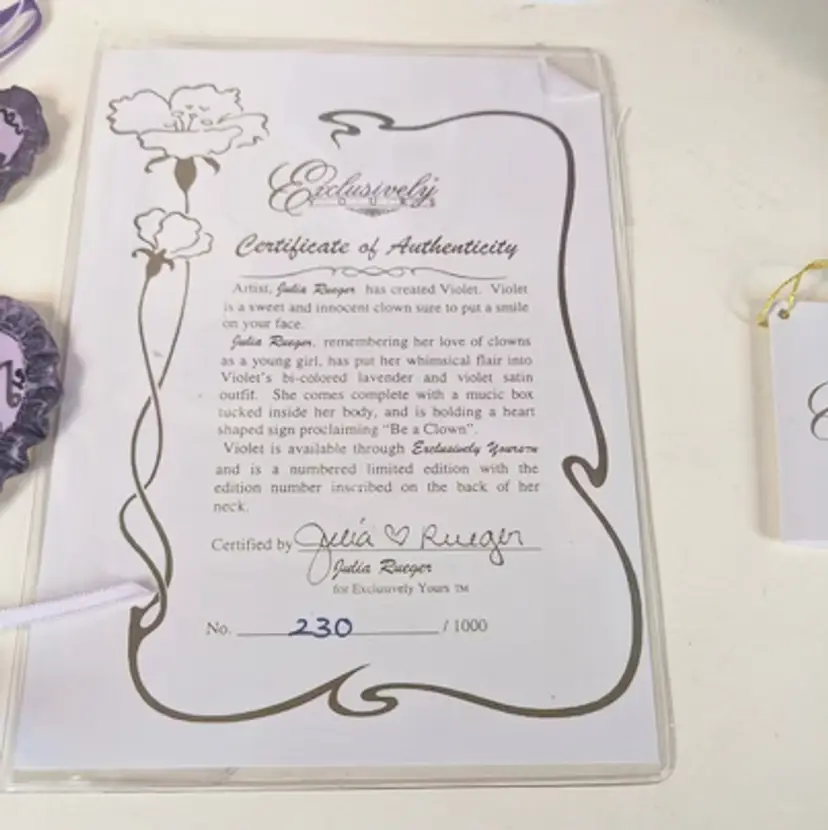 Exclusively
YOURS
Certificate of Authenticity
Artist, Julia Rueger has created Violet. Violet
is a sweet and innocent clown sure to put a smile
on your face.
Julia Rueger, remembering her love of clowns
as a young girl, has put her whimsical flair into
Violet's bi-colored lavender and violet satin
outfit. She comes complete with a mucic box
tucked inside her body, and is holding a heart
shaped sign proclaiming "Be a Clown".
Violet is available through Exclusively Yours™
and is a numbered limited edition with the
edition number inscribed on the back of her
neck.
Certified by Julia ♡ Rueger
Julia Rueger
for Exclusively Yours ™
No. 230 / 1000